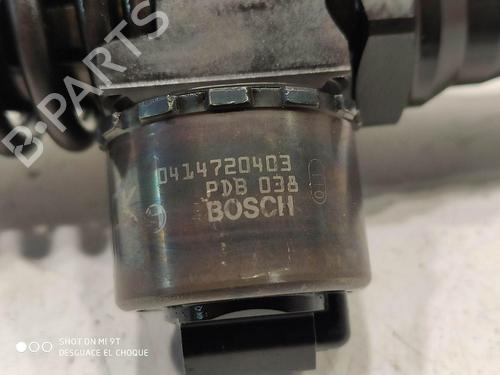 B-PARTS
0414720403
PDB 038
BOSCH
SHOT ON MI 9T
DESGUACE EL CHOQUE